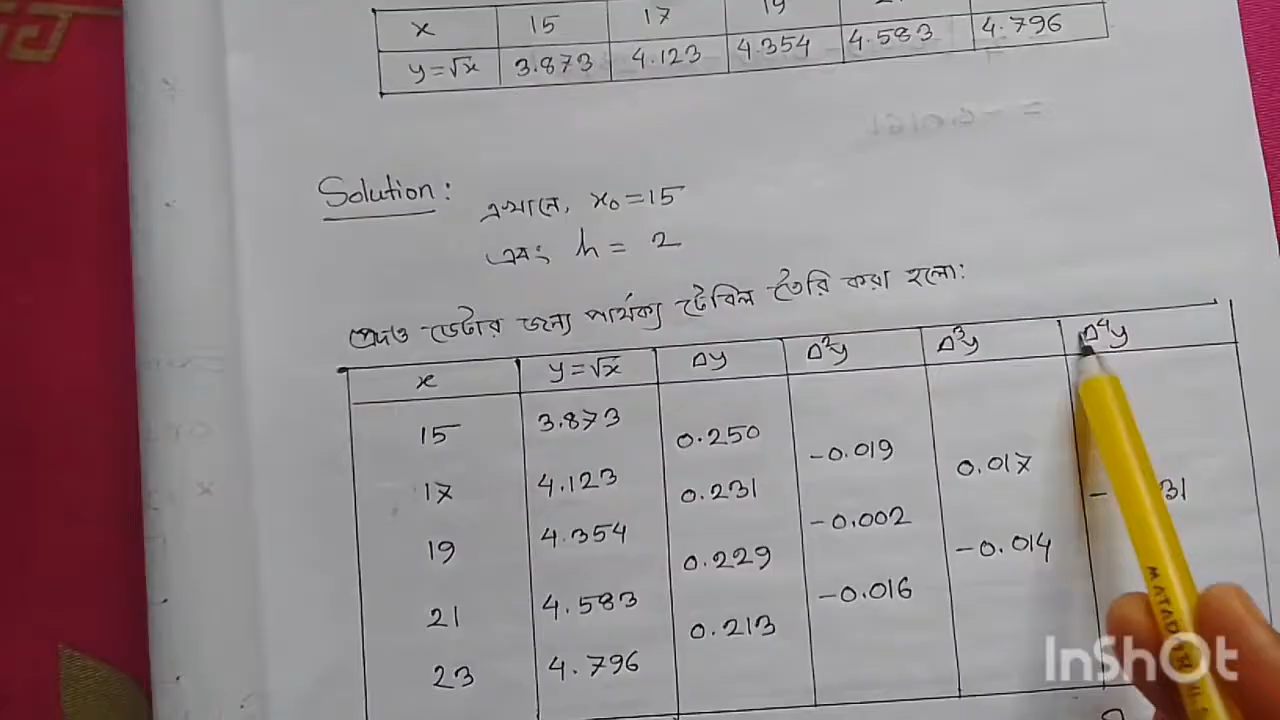 x 15 17 19
y=√x 3.873 4.123 4.354 4.583 4.796
Solution:
এখানে, x₀=15
এবং h = 2
প্রদত্ত ডেটার জন্য পার্থক্য টেবিল তৈরি করা হলো:
x y=√x Δy Δ²y Δ³y Δ⁴y
15 3.873
0.250
-0.019
17 4.123 0.017
0.231 31
-0.002
19 4.354 -0.014
0.229
-0.016
21 4.583
0.213
23 4.796
MATAD
InShOt